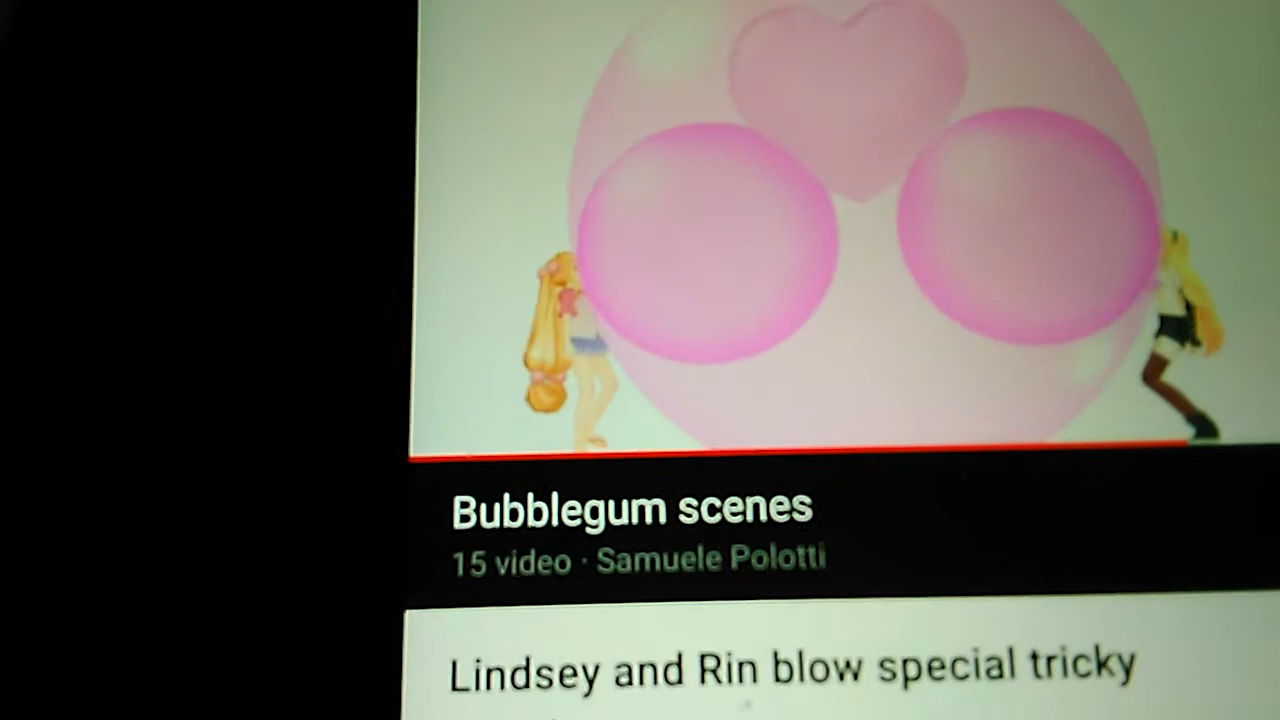 Bubblegum scenes
15 video · Samuele Polotti
Lindsey and Rin blow special tricky